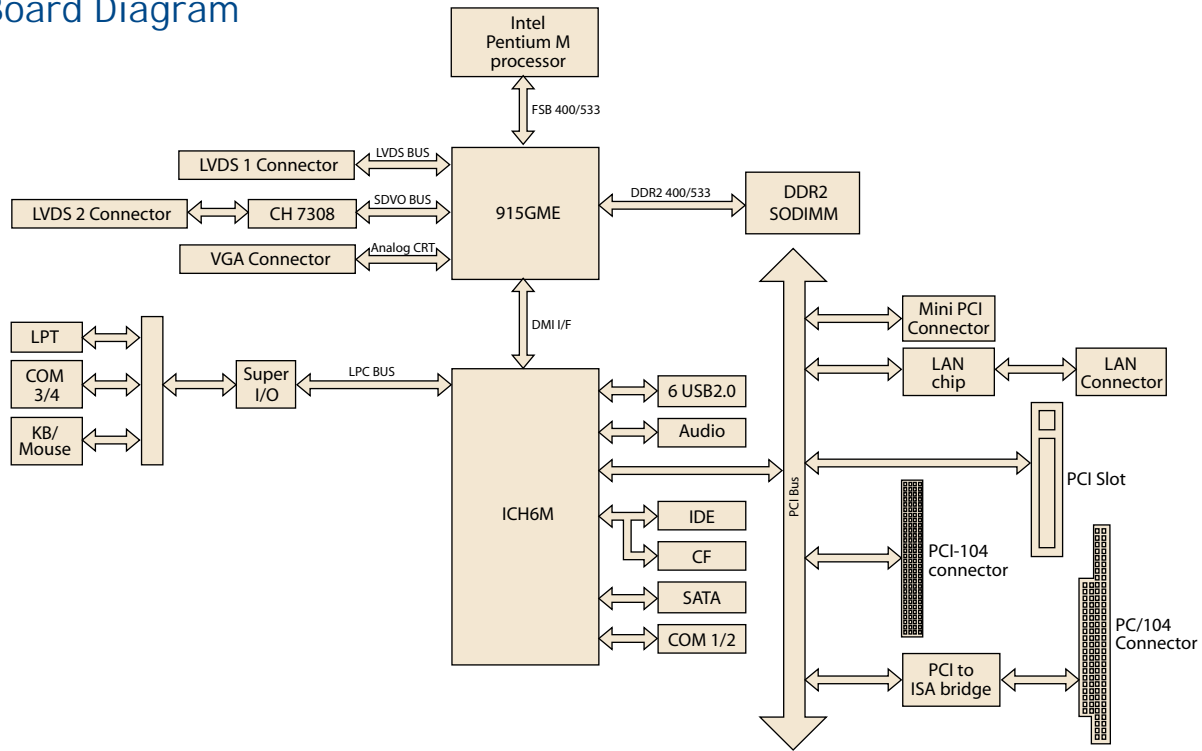 Board Diagram
Intel
Pentium M
processor
FSB 400/533
LVDS 1 Connector
LVDS BUS
LVDS 2 Connector
CH 7308
SDVO BUS
VGA Connector
Analog CRT
915GME
DDR2 400/533
DDR2
SODIMM
DMI I/F
LPT
COM
3/4
KB/
Mouse
Super
I/O
LPC BUS
ICH6M
6 USB2.0
Audio
IDE
CF
SATA
COM 1/2
PCI Bus
Mini PCI
Connector
LAN
chip
LAN
Connector
PCI Slot
PCI-104
connector
PC/104
Connector
PCI to
ISA bridge